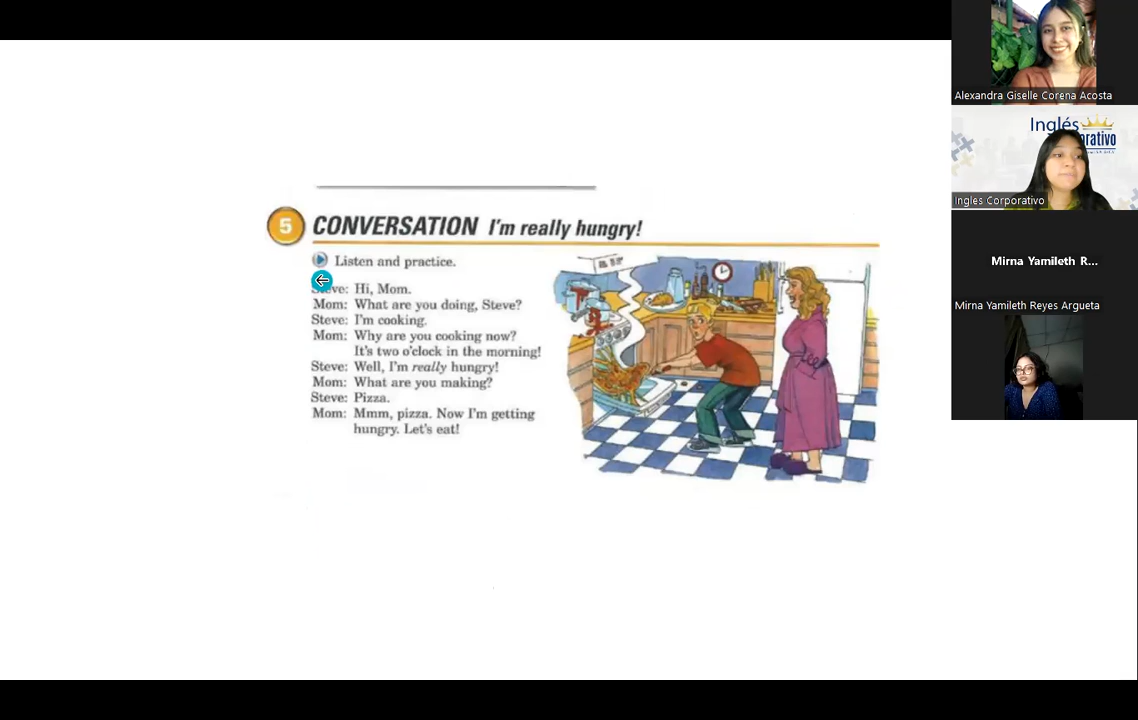 5 CONVERSATION I'm really hungry!
Listen and practice.
Steve: Hi, Mom.
Mom: What are you doing, Steve?
Steve: I'm cooking.
Mom: Why are you cooking now?
It's two o'clock in the morning!
Steve: Well, I'm really hungry!
Mom: What are you making?
Steve: Pizza.
Mom: Mmm, pizza. Now I'm getting
hungry. Let's eat!
Alexandra Giselle Corena Acosta
Inglés
Ingles Corporativo
Mirna Yamileth R...
Mirna Yamileth Reyes Argueta